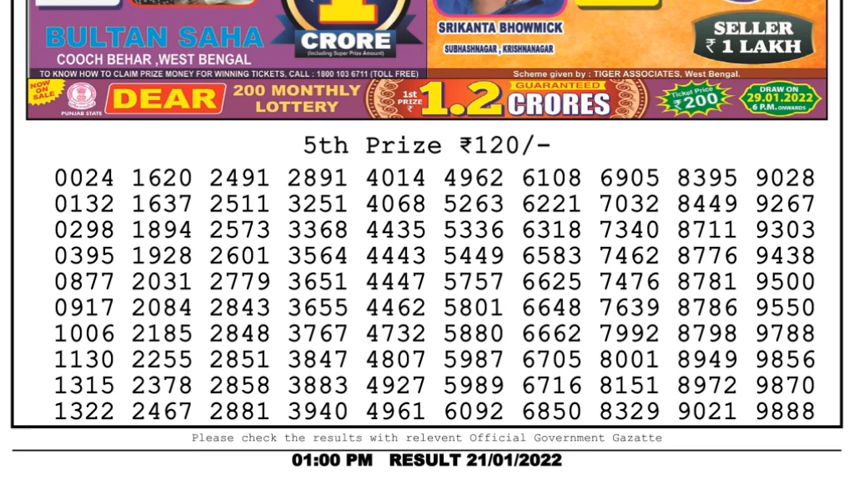 1
CRORE
(Including Super Prize Amount)
BULTAN SAHA
COOCH BEHAR ,WEST BENGAL
SRIKANTA BHOWMICK
SUBHASHNAGAR , KRISHNANAGAR
SELLER
₹ 1 LAKH
TO KNOW HOW TO CLAIM PRIZE MONEY FOR WINNING TICKETS, CALL : 1800 103 6711 (TOLL FREE)
Scheme given by : TIGER ASSOCIATES, West Bengal.
NOW ON SALE
PUNJAB STATE
DEAR
200 MONTHLY
LOTTERY
1st PRIZE ₹
1.2
GUARANTEED
CRORES
Ticket Price
₹200
DRAW ON
29.01.2022
6 P.M. ONWARDS
5th Prize ₹120/-
0024 1620 2491 2891 4014 4962 6108 6905 8395 9028
0132 1637 2511 3251 4068 5263 6221 7032 8449 9267
0298 1894 2573 3368 4435 5336 6318 7340 8711 9303
0395 1928 2601 3564 4443 5449 6583 7462 8776 9438
0877 2031 2779 3651 4447 5757 6625 7476 8781 9500
0917 2084 2843 3655 4462 5801 6648 7639 8786 9550
1006 2185 2848 3767 4732 5880 6662 7992 8798 9788
1130 2255 2851 3847 4807 5987 6705 8001 8949 9856
1315 2378 2858 3883 4927 5989 6716 8151 8972 9870
1322 2467 2881 3940 4961 6092 6850 8329 9021 9888
Please check the results with relevent Official Government Gazatte
01:00 PM RESULT 21/01/2022